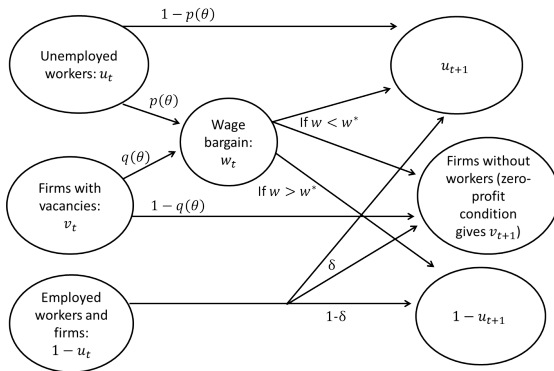 1 − p(θ)
Unemployed
workers: u_t
u_{t+1}
p(θ)
Wage
bargain:
w_t
If w < w*
q(θ)
Firms with
vacancies:
v_t
If w > w*
1 − q(θ)
Firms without
workers (zero-
profit
condition
gives v_{t+1})
δ
Employed
workers and
firms:
1 − u_t
1-δ
1 − u_{t+1}